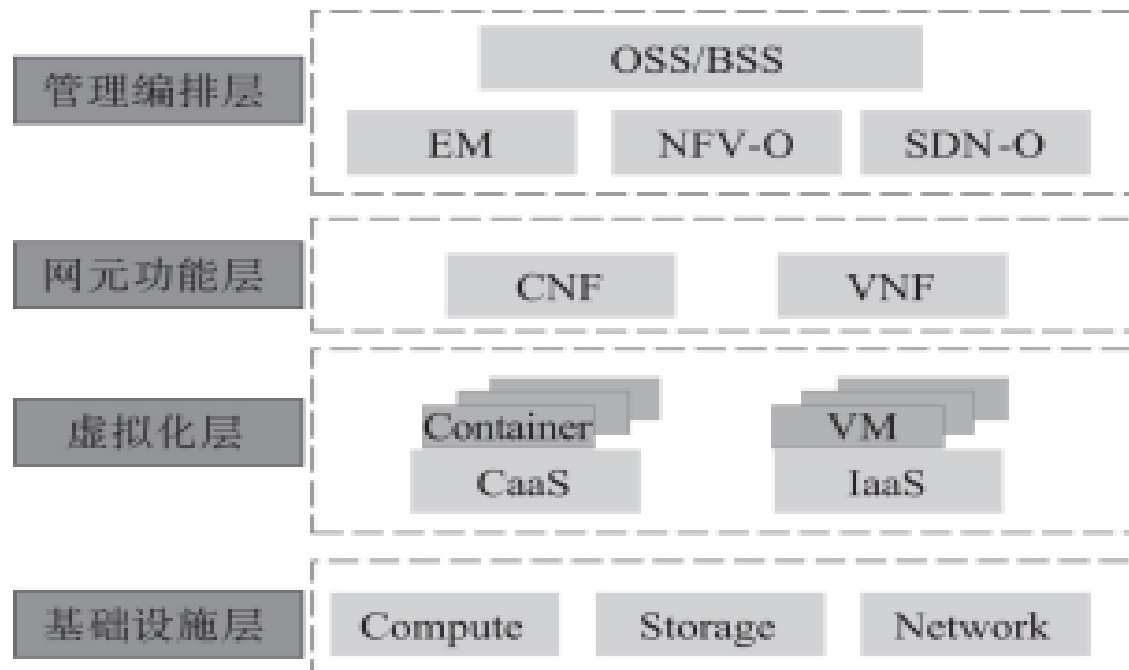 管理编排层
OSS/BSS
EM
NFV-O
SDN-O
网元功能层
CNF
VNF
虚拟化层
Container
VM
CaaS
IaaS
基础设施层
Compute
Storage
Network